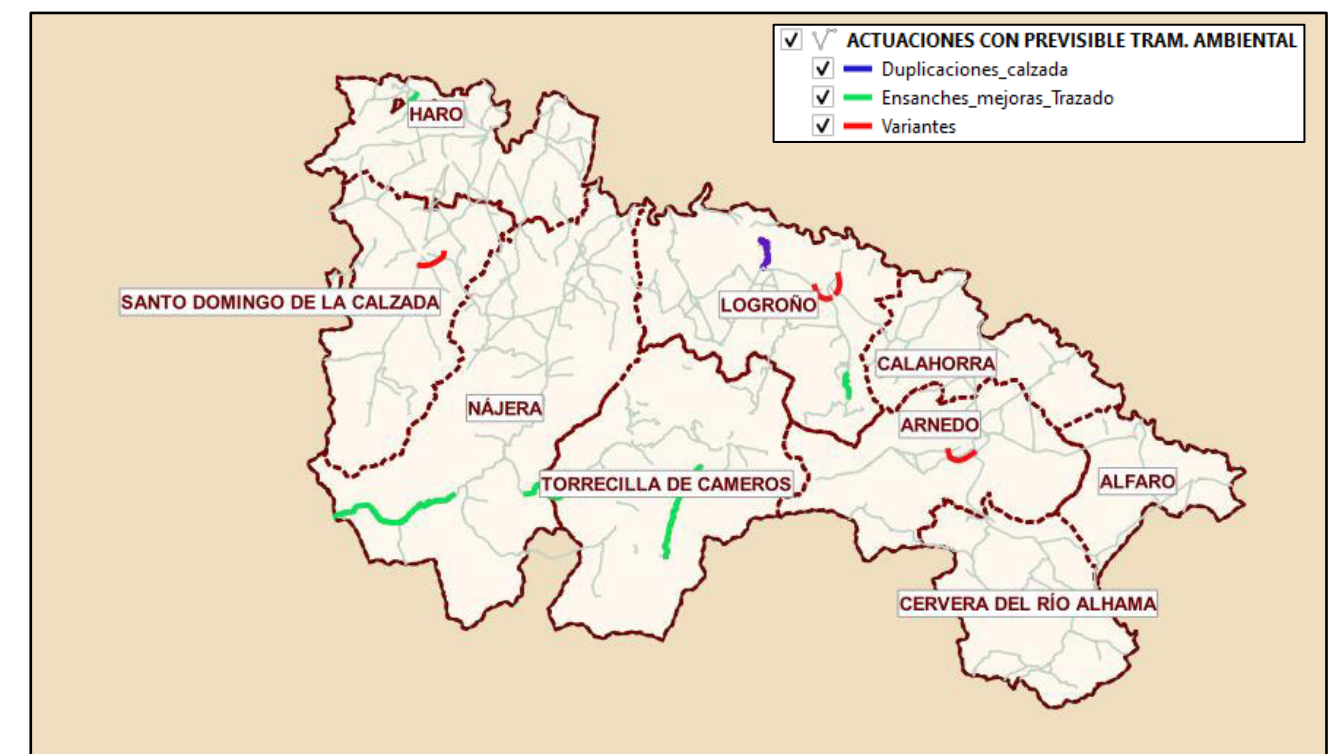 ACTUACIONES CON PREVISIBLE TRAM. AMBIENTAL
Duplicaciones_calzada
Ensanches_mejoras_Trazado
Variantes
HARO
SANTO DOMINGO DE LA CALZADA
LOGROÑO
CALAHORRA
NÁJERA
ARNEDO
TORRECILLA DE CAMEROS
ALFARO
CERVERA DEL RÍO ALHAMA